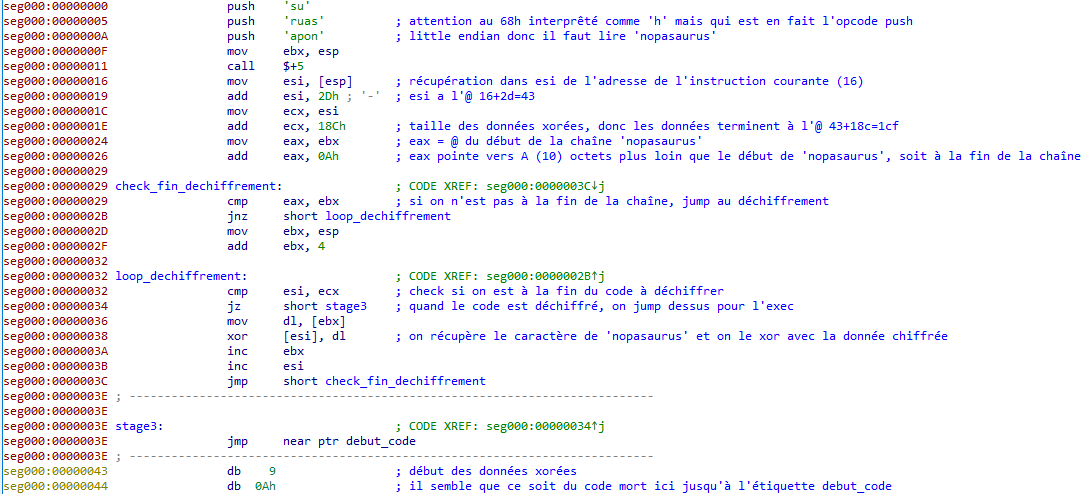 seg000:00000000 push 'su'
seg000:00000005 push 'ruas' ; attention au 68h interprêté comme 'h' mais qui est en fait l'opcode push
seg000:0000000A push 'apon' ; little endian donc il faut lire 'nopasaurus'
seg000:0000000F mov ebx, esp
seg000:00000011 call $+5
seg000:00000016 mov esi, [esp] ; récupération dans esi de l'adresse de l'instruction courante (16)
seg000:00000019 add esi, 2Dh ; '-' ; esi a l'@ 16+2d=43
seg000:0000001C mov ecx, esi
seg000:0000001E add ecx, 18Ch ; taille des données xorées, donc les données terminent à l'@ 43+18c=1cf
seg000:00000024 mov eax, ebx ; eax = @ du début de la chaîne 'nopasaurus'
seg000:00000026 add eax, 0Ah ; eax pointe vers A (10) octets plus loin que le début de 'nopasaurus', soit à la fin de la chaîne
seg000:00000029
seg000:00000029 check_fin_dechiffrement: ; CODE XREF: seg000:0000003C↓j
seg000:00000029 cmp eax, ebx ; si on n'est pas à la fin de la chaîne, jump au déchiffrement
seg000:0000002B jnz short loop_dechiffrement
seg000:0000002D mov ebx, esp
seg000:0000002F add ebx, 4
seg000:00000032
seg000:00000032 loop_dechiffrement: ; CODE XREF: seg000:0000002B↑j
seg000:00000032 cmp esi, ecx ; check si on est à la fin du code à déchiffrer
seg000:00000034 jz short stage3 ; quand le code est déchiffré, on jump dessus pour l'exec
seg000:00000036 mov dl, [ebx]
seg000:00000038 xor [esi], dl ; on récupère le caractère de 'nopasaurus' et on le xor avec la donnée chiffrée
seg000:0000003A inc ebx
seg000:0000003B inc esi
seg000:0000003C jmp short check_fin_dechiffrement
seg000:0000003E ; ---------------------------------------------------------------------------
seg000:0000003E
seg000:0000003E stage3: ; CODE XREF: seg000:00000034↑j
seg000:0000003E jmp near ptr debut_code
seg000:0000003E ; ---------------------------------------------------------------------------
seg000:00000043 db 9 ; début des données xorées
seg000:00000044 db 0Ah ; il semble que ce soit du code mort ici jusqu'à l'étiquette debut_code